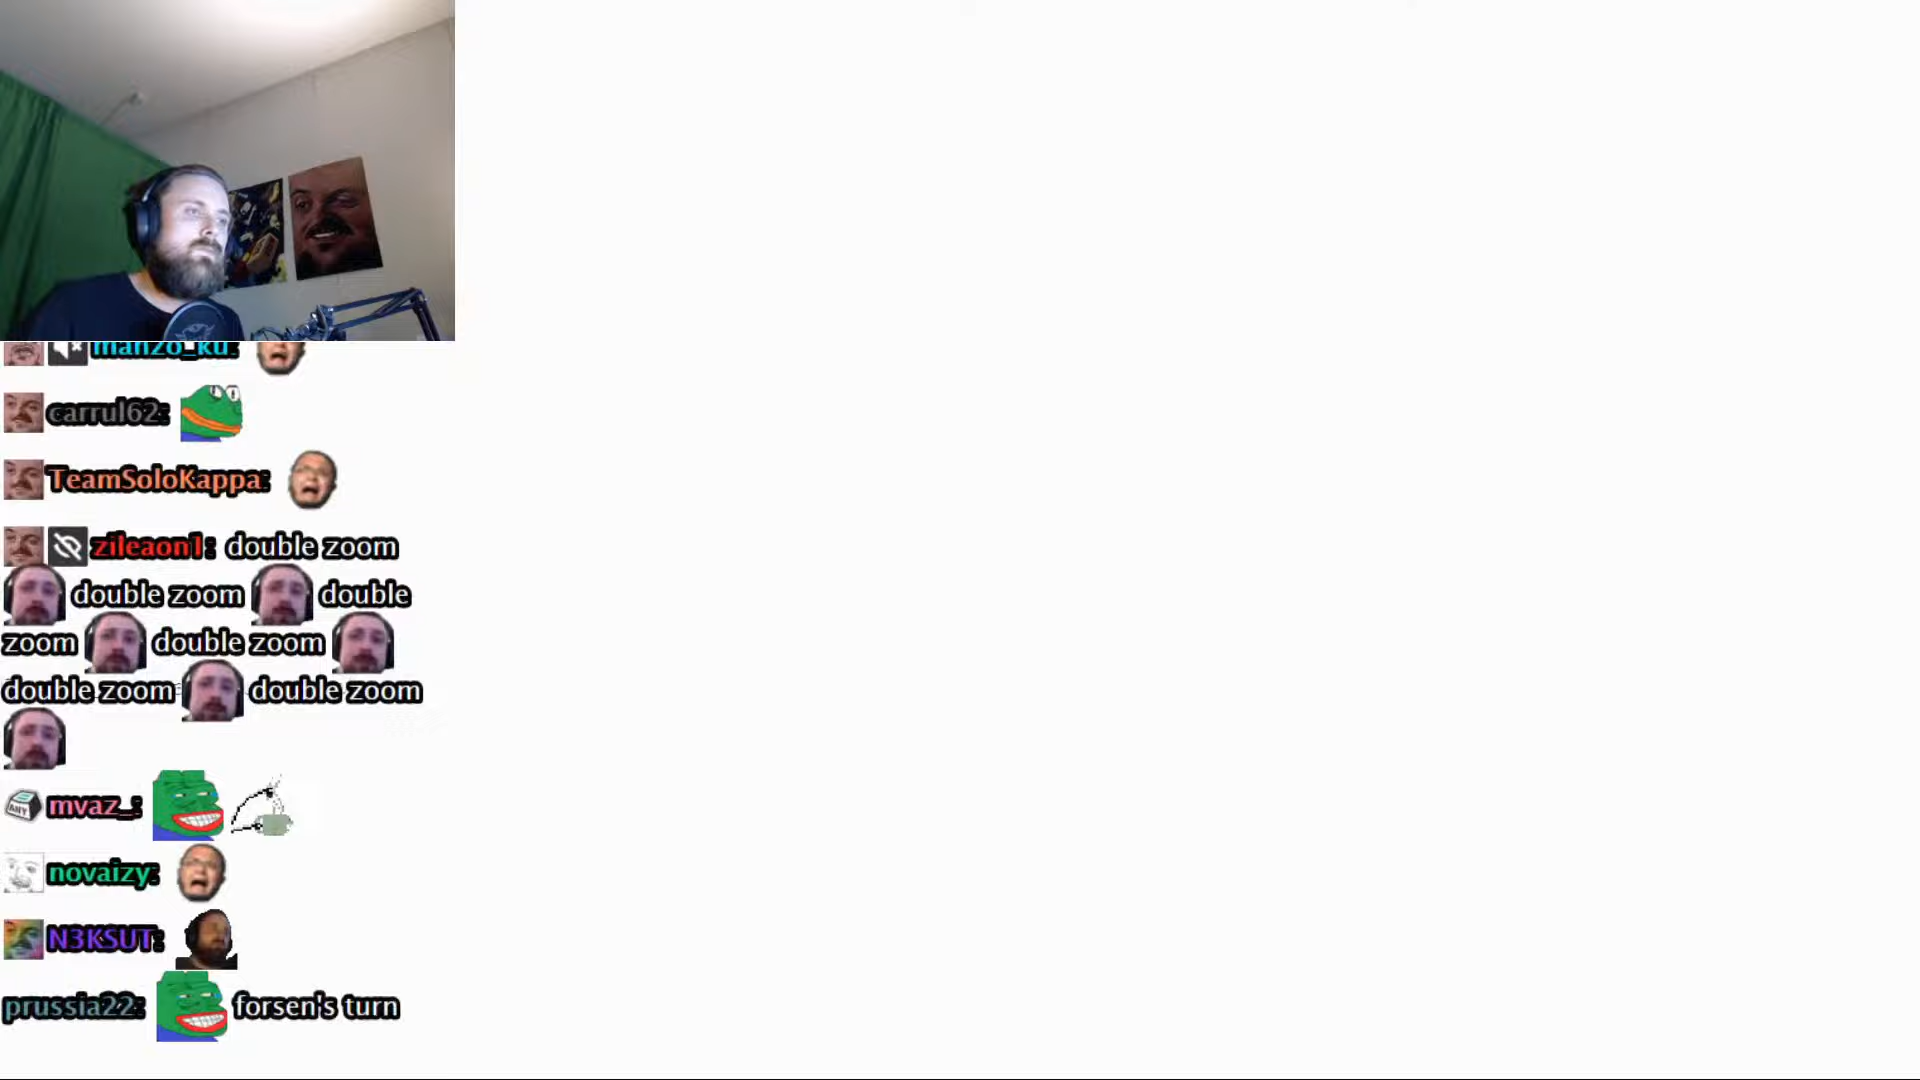 manzo_ku:
carrul62:
TeamSoloKappa:
zileaon1: double zoom
double zoom double
zoom double zoom
double zoom double zoom
mvaz_:
novaizy:
N3KSUT:
prussia22: forsen's turn